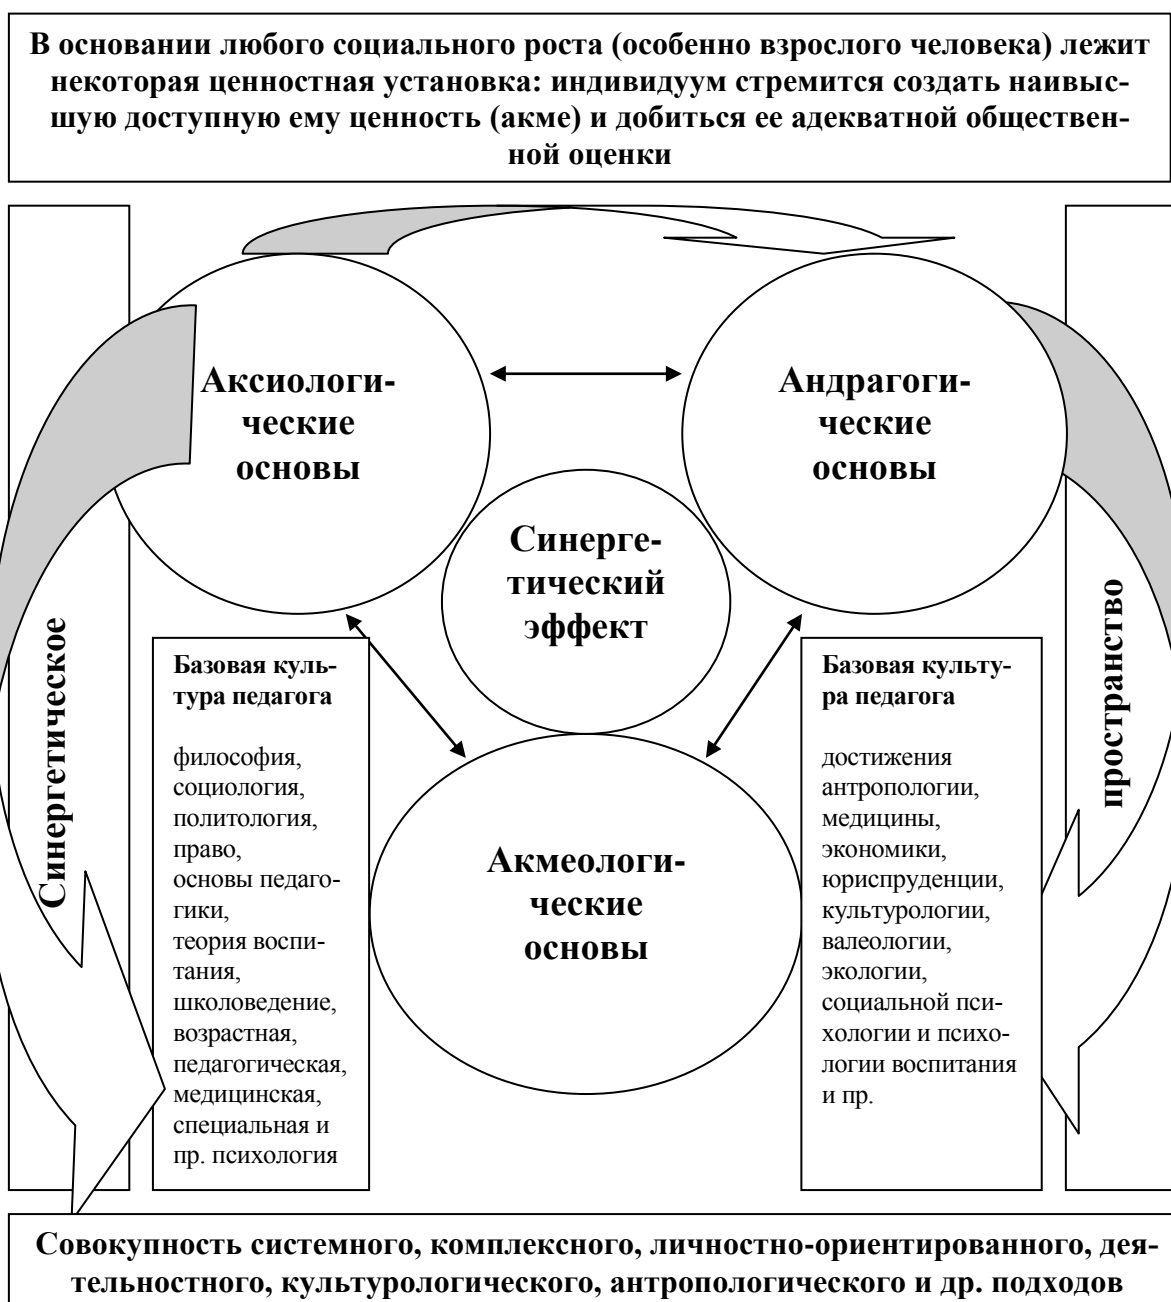 В основании любого социального роста (особенно взрослого человека) лежит
некоторая ценностная установка: индивидуум стремится создать наивыс-
шую доступную ему ценность (акме) и добиться ее адекватной обществен-
ной оценки
Аксиологи-
ческие
основы
Андрагоги-
ческие
основы
Синерге-
тический
эффект
Синергетическое
пространство
Базовая куль-
тура педагога
философия,
социология,
политология,
право,
основы педаго-
гики,
теория воспи-
тания,
школоведение,
возрастная,
педагогическая,
медицинская,
специальная и
пр. психология
Базовая культу-
ра педагога
достижения
антропологии,
медицины,
экономики,
юриспруденции,
культурологии,
валеологии,
экологии,
социальной пси-
хологии и психо-
логии воспитания
и пр.
Акмеологи-
ческие
основы
Совокупность системного, комплексного, личностно-ориентированного, дея-
тельностного, культурологического, антропологического и др. подходов